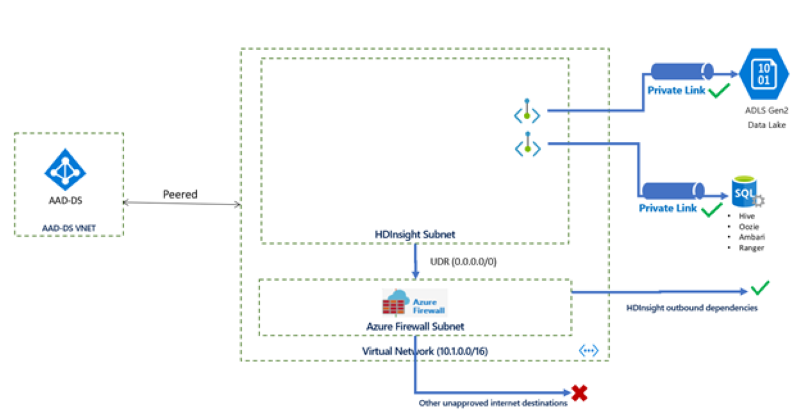 10
01
Private Link
ADLS Gen2
Data Lake
AAD-DS
AAD-DS VNET
Peered
SQL
Private Link
Hive
Oozie
Ambari
Ranger
HDInsight Subnet
UDR (0.0.0.0/0)
Azure
Firewall
Azure Firewall Subnet
HDInsight outbound dependencies
Virtual Network (10.1.0.0/16)
Other unapproved internet destinations